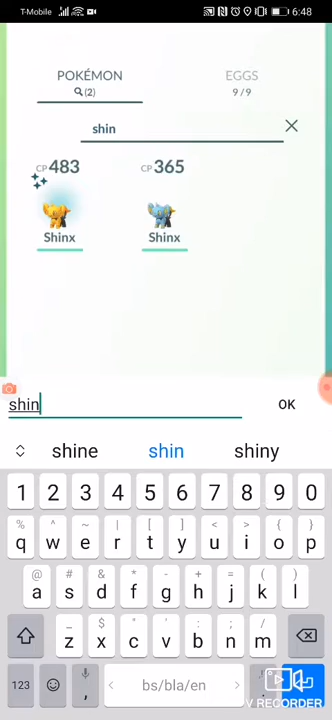 T-Mobile 6:48
POKÉMON EGGS
(2) 9 / 9
shin
CP483 CP365
Shinx Shinx
shin OK
shine shin shiny
1 2 3 4 5 6 7 8 9 0
% ^ ~ | [ ] < > { }
q w e r t y u i o p
@ # & * - + = ( )
a s d f g h j k l
_ $ " ' : ; /
z x c v b n m
123 , bs/bla/en .
V RECORDER